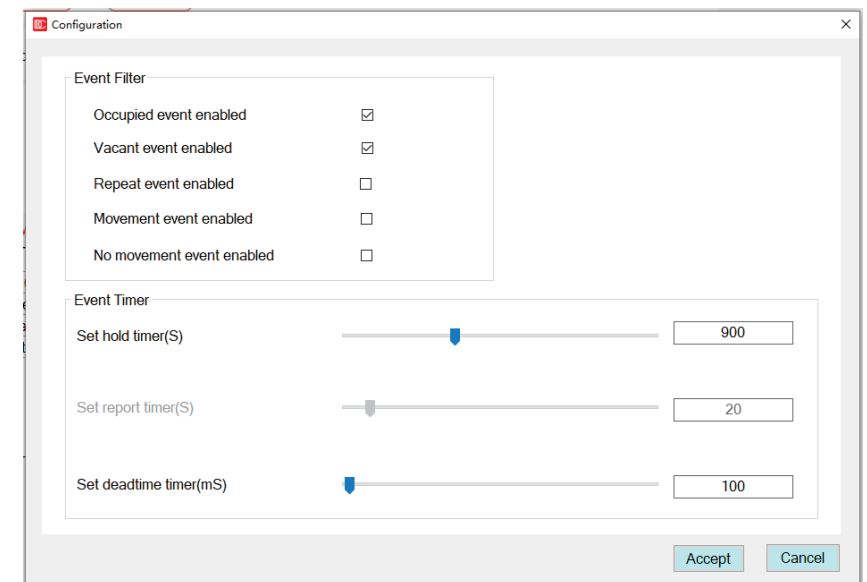 Configuration
Event Filter
Occupied event enabled
Vacant event enabled
Repeat event enabled
Movement event enabled
No movement event enabled
Event Timer
Set hold timer(S) 900
Set report timer(S) 20
Set deadtime timer(mS) 100
Accept Cancel